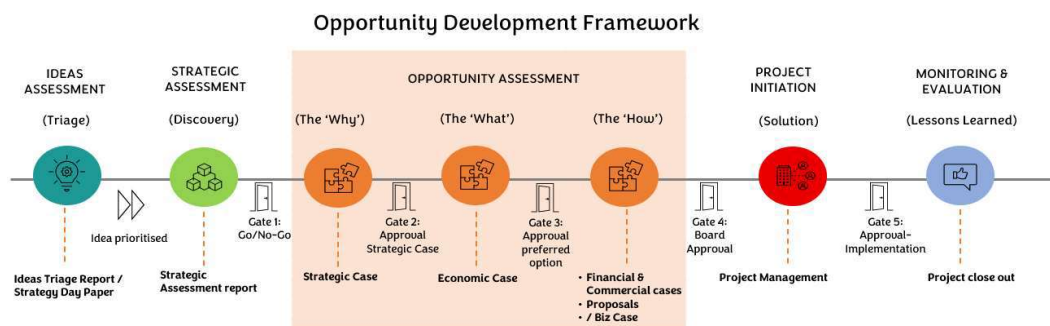 Opportunity Development Framework
IDEAS
ASSESSMENT
(Triage)
STRATEGIC
ASSESSMENT
(Discovery)
OPPORTUNITY ASSESSMENT
(The 'Why')
(The 'What')
(The 'How')
PROJECT
INITIATION
(Solution)
MONITORING &
EVALUATION
(Lessons Learned)
Idea prioritised
Gate 1:
Go/No-Go
Gate 2:
Approval
Strategic Case
Gate 3:
Approval
preferred
option
Gate 4:
Board
Approval
Gate 5:
Approval-
Implementation
Ideas Triage Report /
Strategy Day Paper
Strategic
Assessment report
Strategic Case
Economic Case
• Financial &
Commercial cases
• Proposals
• / Biz Case
Project Management
Project close out